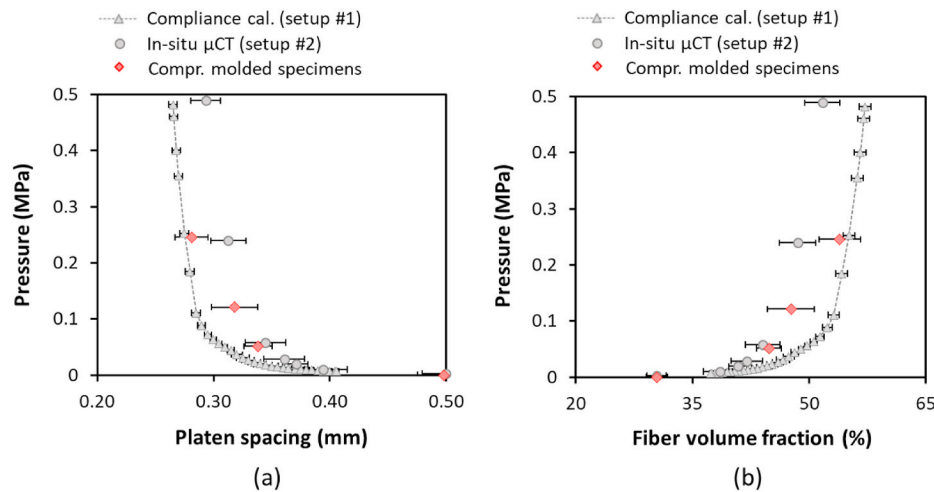 Compliance cal. (setup #1)
In-situ µCT (setup #2)
Compr. molded specimens
0.5
0.4
0.3
0.2
0.1
0
Pressure (MPa)
0.20
0.30
0.40
0.50
Platen spacing (mm)
(a)
Compliance cal. (setup #1)
In-situ µCT (setup #2)
Compr. molded specimens
0.5
0.4
0.3
0.2
0.1
0
Pressure (MPa)
20
35
50
65
Fiber volume fraction (%)
(b)